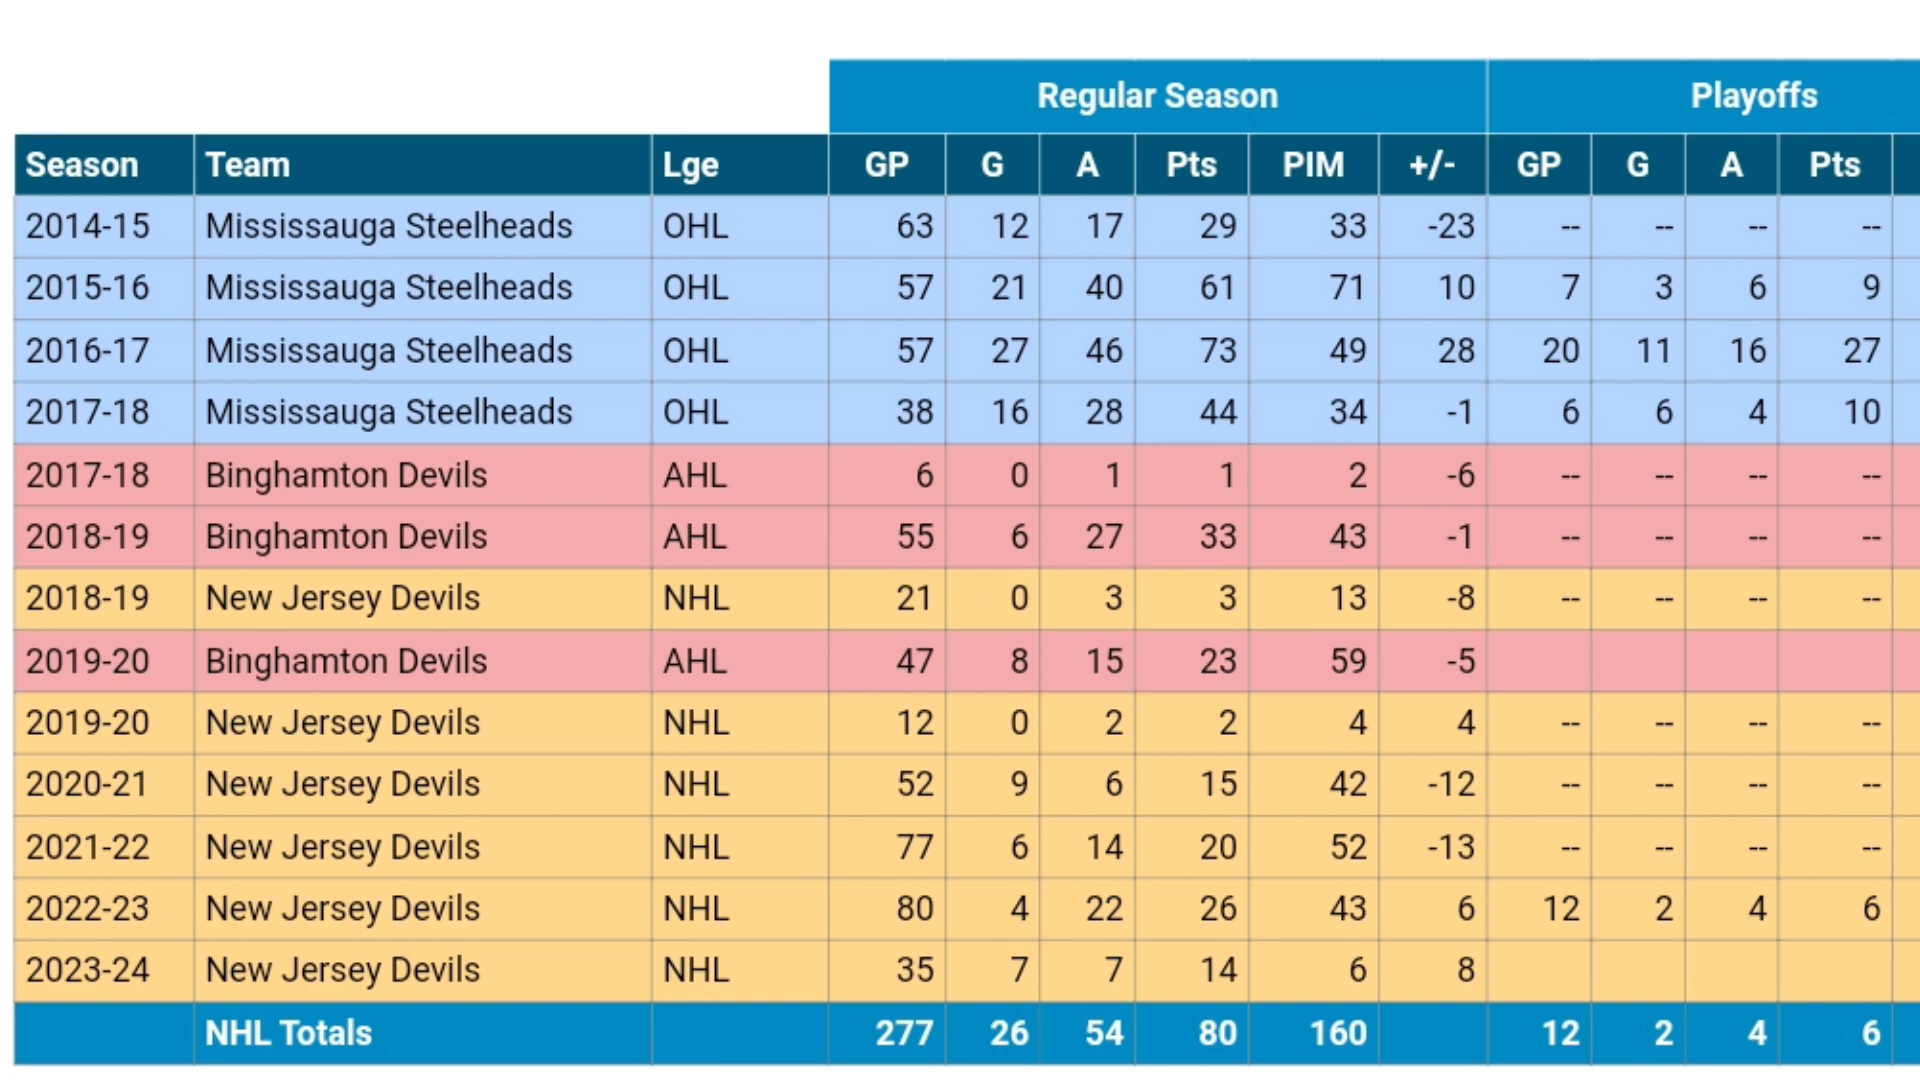 Regular Season Playoffs
Season Team Lge GP G A Pts PIM +/- GP G A Pts
2014-15 Mississauga Steelheads OHL 63 12 17 29 33 -23 -- -- -- --
2015-16 Mississauga Steelheads OHL 57 21 40 61 71 10 7 3 6 9
2016-17 Mississauga Steelheads OHL 57 27 46 73 49 28 20 11 16 27
2017-18 Mississauga Steelheads OHL 38 16 28 44 34 -1 6 6 4 10
2017-18 Binghamton Devils AHL 6 0 1 1 2 -6 -- -- -- --
2018-19 Binghamton Devils AHL 55 6 27 33 43 -1 -- -- -- --
2018-19 New Jersey Devils NHL 21 0 3 3 13 -8 -- -- -- --
2019-20 Binghamton Devils AHL 47 8 15 23 59 -5
2019-20 New Jersey Devils NHL 12 0 2 2 4 4 -- -- -- --
2020-21 New Jersey Devils NHL 52 9 6 15 42 -12 -- -- -- --
2021-22 New Jersey Devils NHL 77 6 14 20 52 -13 -- -- -- --
2022-23 New Jersey Devils NHL 80 4 22 26 43 6 12 2 4 6
2023-24 New Jersey Devils NHL 35 7 7 14 6 8
NHL Totals 277 26 54 80 160 12 2 4 6